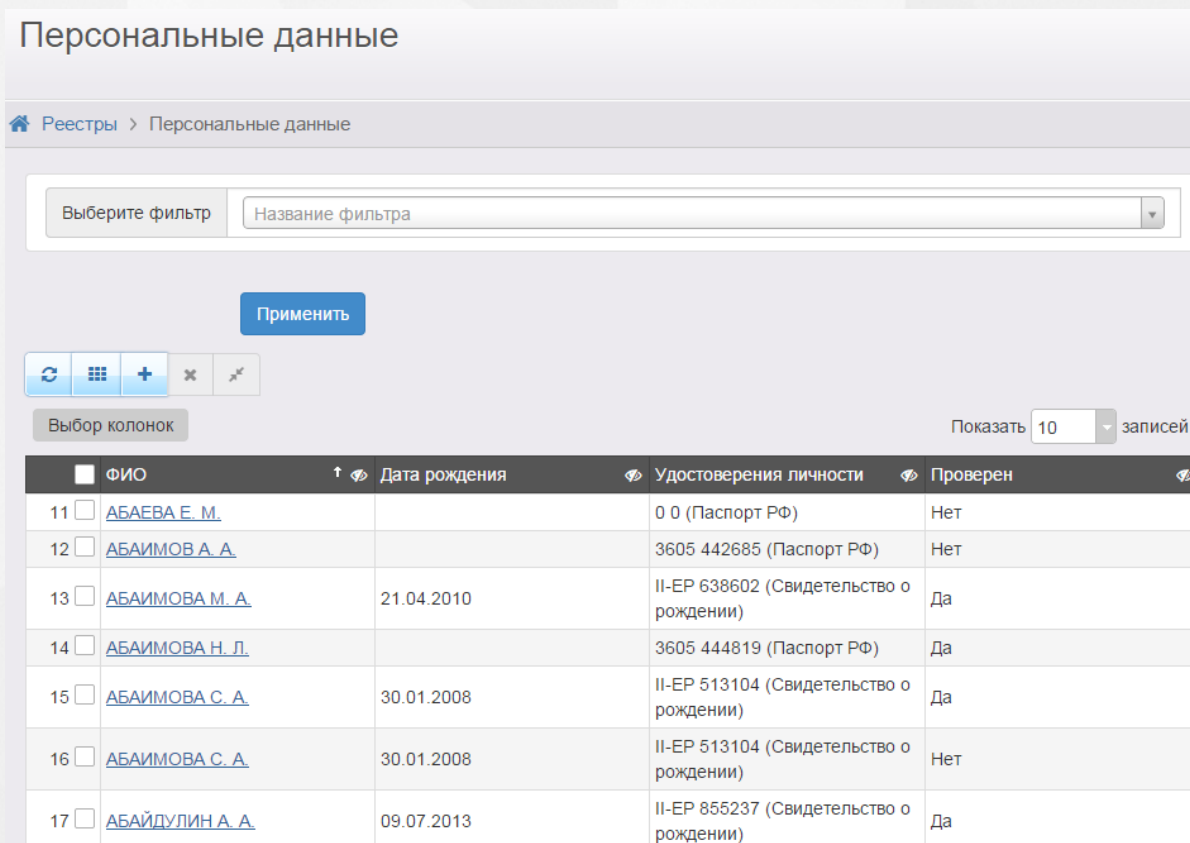 Персональные данные
Реестры > Персональные данные
Выберите фильтр Название фильтра
Применить
Выбор колонок Показать 10 записей
ФИО Дата рождения Удостоверения личности Проверен
11 АБАЕВА Е. М. 0 0 (Паспорт РФ) Нет
12 АБАИМОВ А. А. 3605 442685 (Паспорт РФ) Нет
13 АБАИМОВА М. А. 21.04.2010 II-ЕР 638602 (Свидетельство о
рождении) Да
14 АБАИМОВА Н. Л. 3605 444819 (Паспорт РФ) Да
15 АБАИМОВА С. А. 30.01.2008 II-ЕР 513104 (Свидетельство о
рождении) Да
16 АБАИМОВА С. А. 30.01.2008 II-ЕР 513104 (Свидетельство о
рождении) Нет
17 АБАЙДУЛИН А. А. 09.07.2013 II-ЕР 855237 (Свидетельство о
рождении) Да